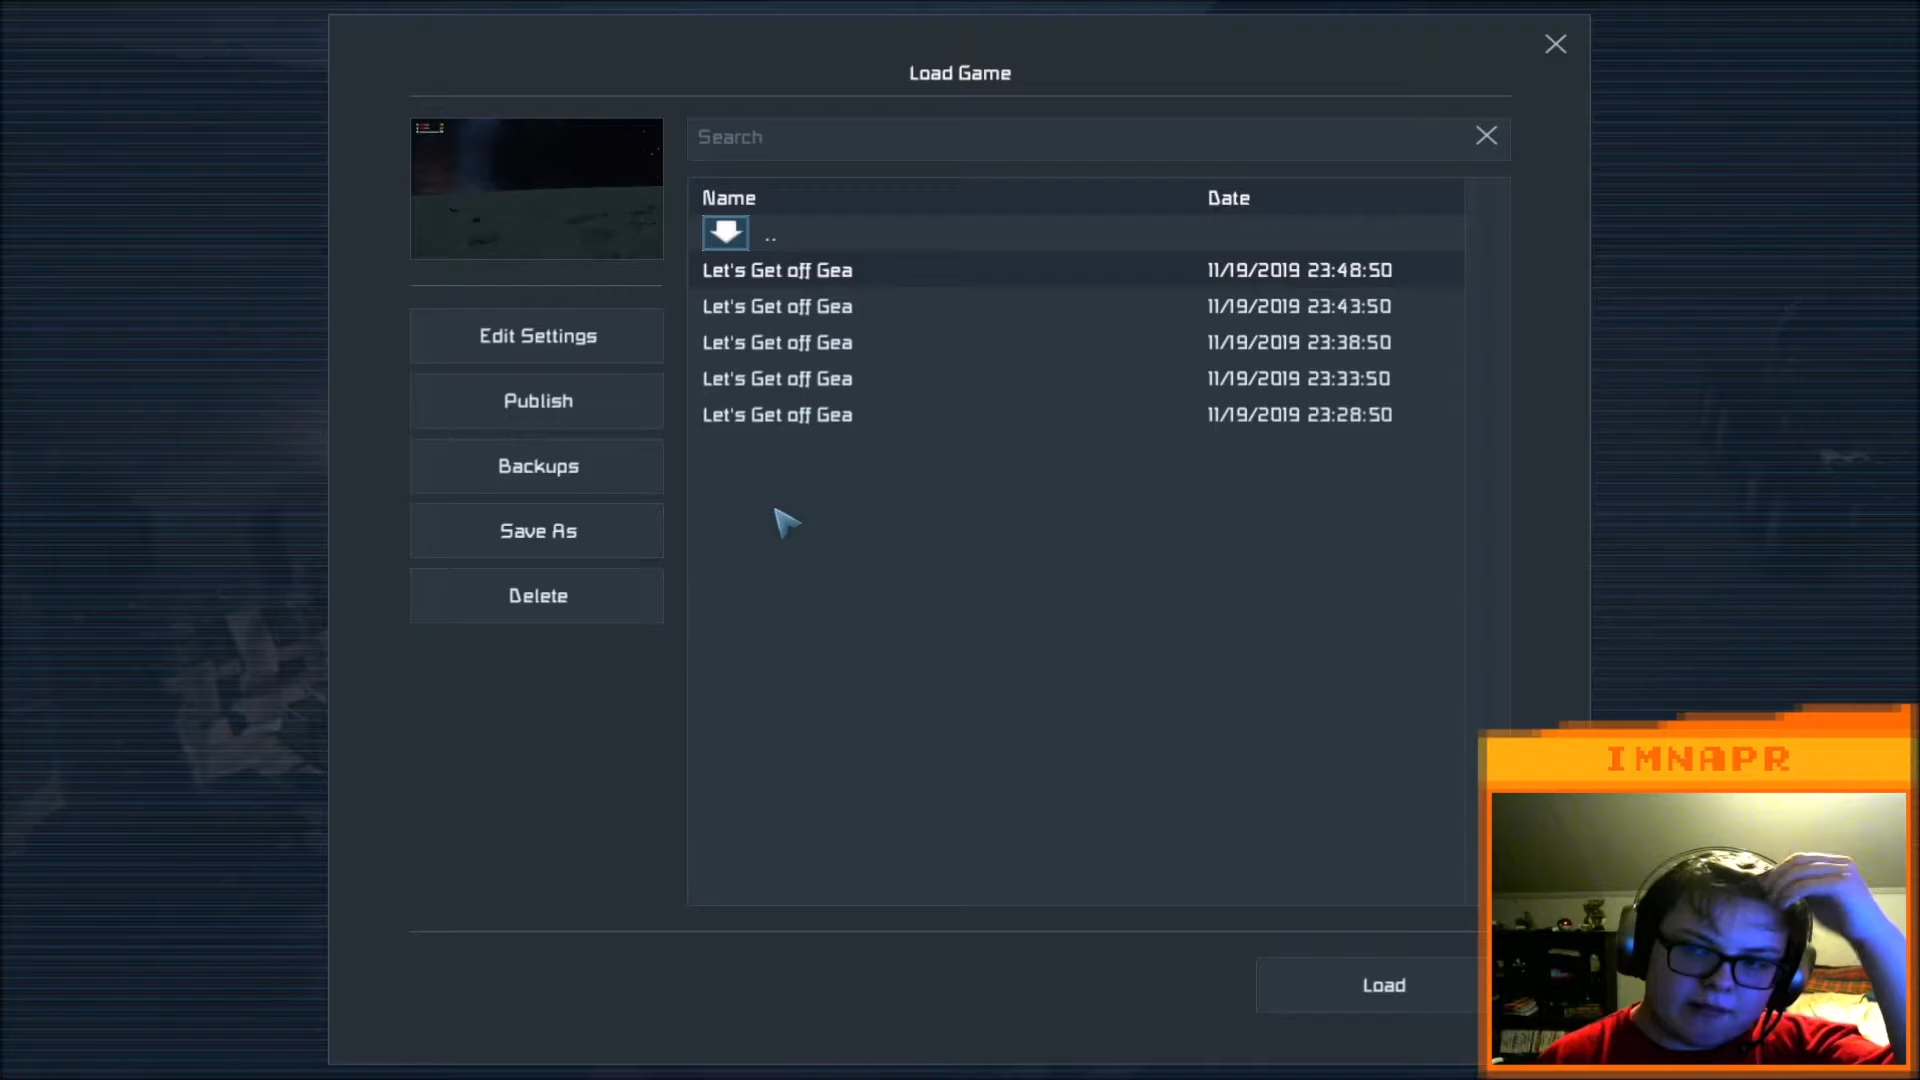 Load Game
Search
Name Date
..
Let's Get off Gea 11/19/2019 23:48:50
Let's Get off Gea 11/19/2019 23:43:50
Let's Get off Gea 11/19/2019 23:38:50
Let's Get off Gea 11/19/2019 23:33:50
Let's Get off Gea 11/19/2019 23:28:50
Edit Settings
Publish
Backups
Save As
Delete
Load
IMNAPR